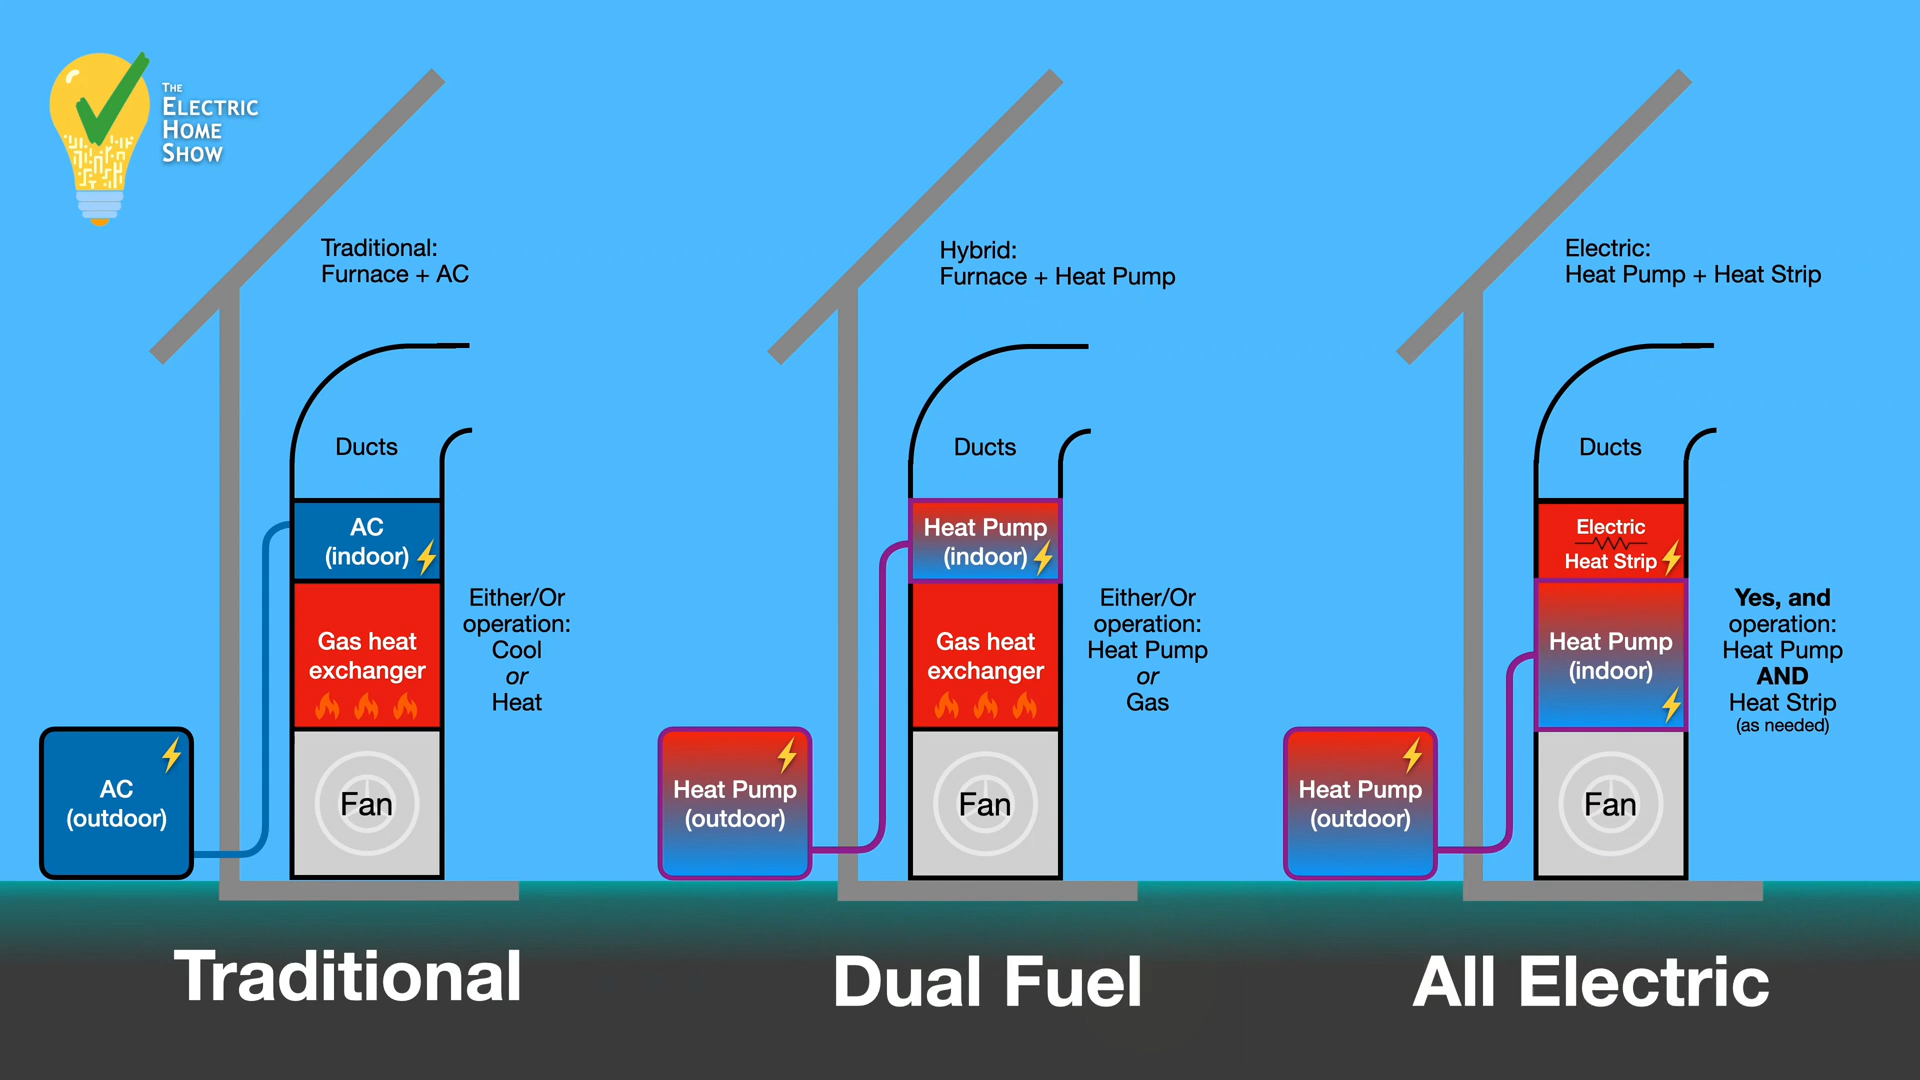 THE
ELECTRIC
HOME
SHOW
Traditional:
Furnace + AC
Ducts
AC
(indoor)
Gas heat
exchanger
Fan
AC
(outdoor)
Either/Or
operation:
Cool
or
Heat
Traditional
Hybrid:
Furnace + Heat Pump
Ducts
Heat Pump
(indoor)
Gas heat
exchanger
Fan
Heat Pump
(outdoor)
Either/Or
operation:
Heat Pump
or
Gas
Dual Fuel
Electric:
Heat Pump + Heat Strip
Ducts
Electric
Heat Strip
Heat Pump
(indoor)
Fan
Heat Pump
(outdoor)
Yes, and
operation:
Heat Pump
AND
Heat Strip
(as needed)
All Electric